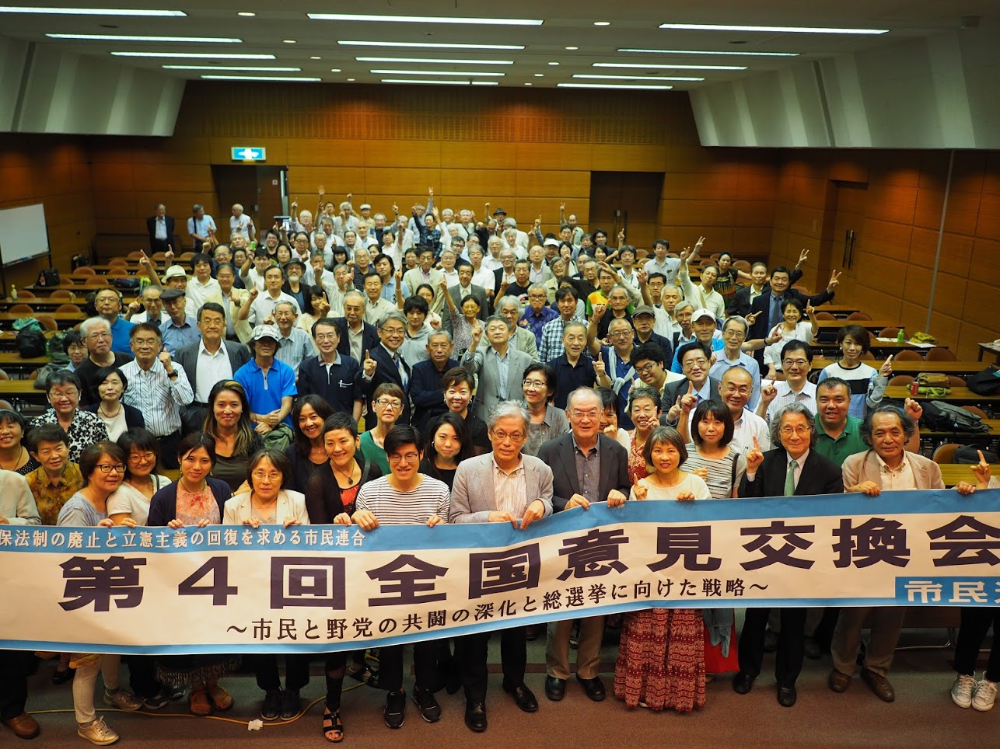 保法制の廃止と立憲主義の回復を求める市民連合
第4回全国意見交換会
～市民と野党の共闘の深化と総選挙に向けた戦略～
市民